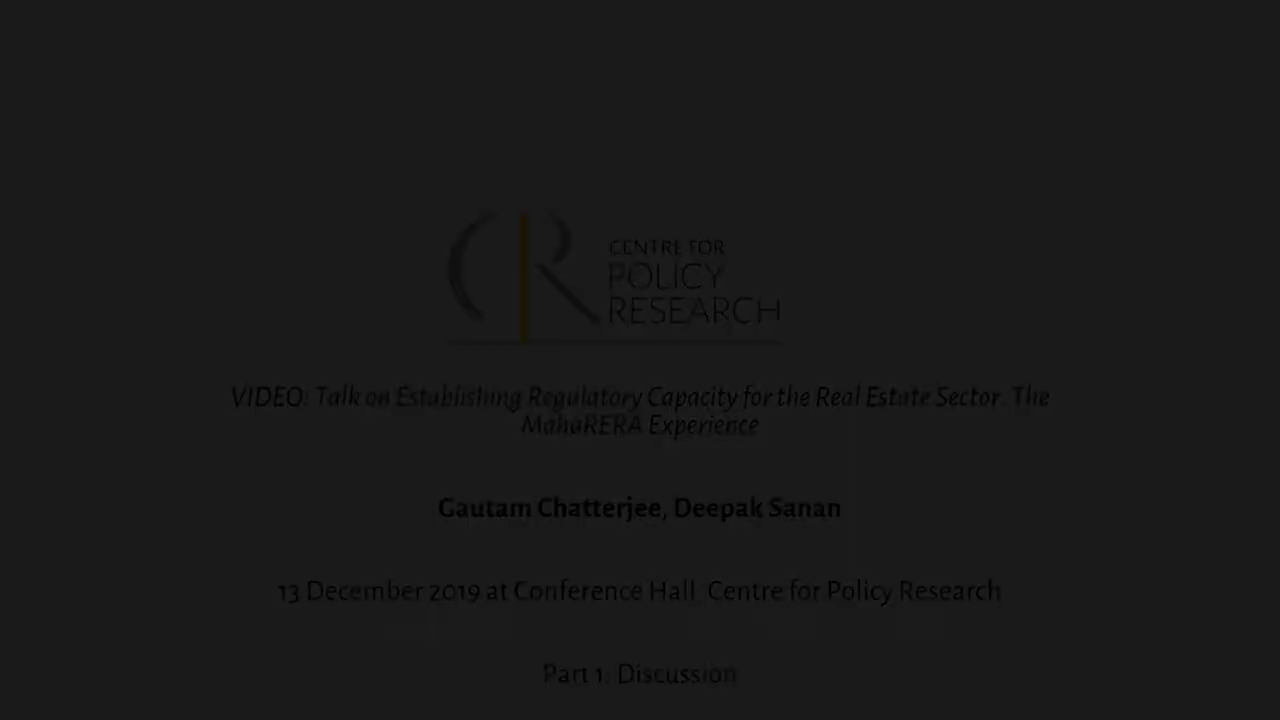 CENTRE FOR
POLICY
RESEARCH
VIDEO: Talk on Establishing Regulatory Capacity for the Real Estate Sector: The
MahaRERA Experience
Gautam Chatterjee, Deepak Sanan
13 December 2019 at Conference Hall, Centre for Policy Research
Part 1: Discussion